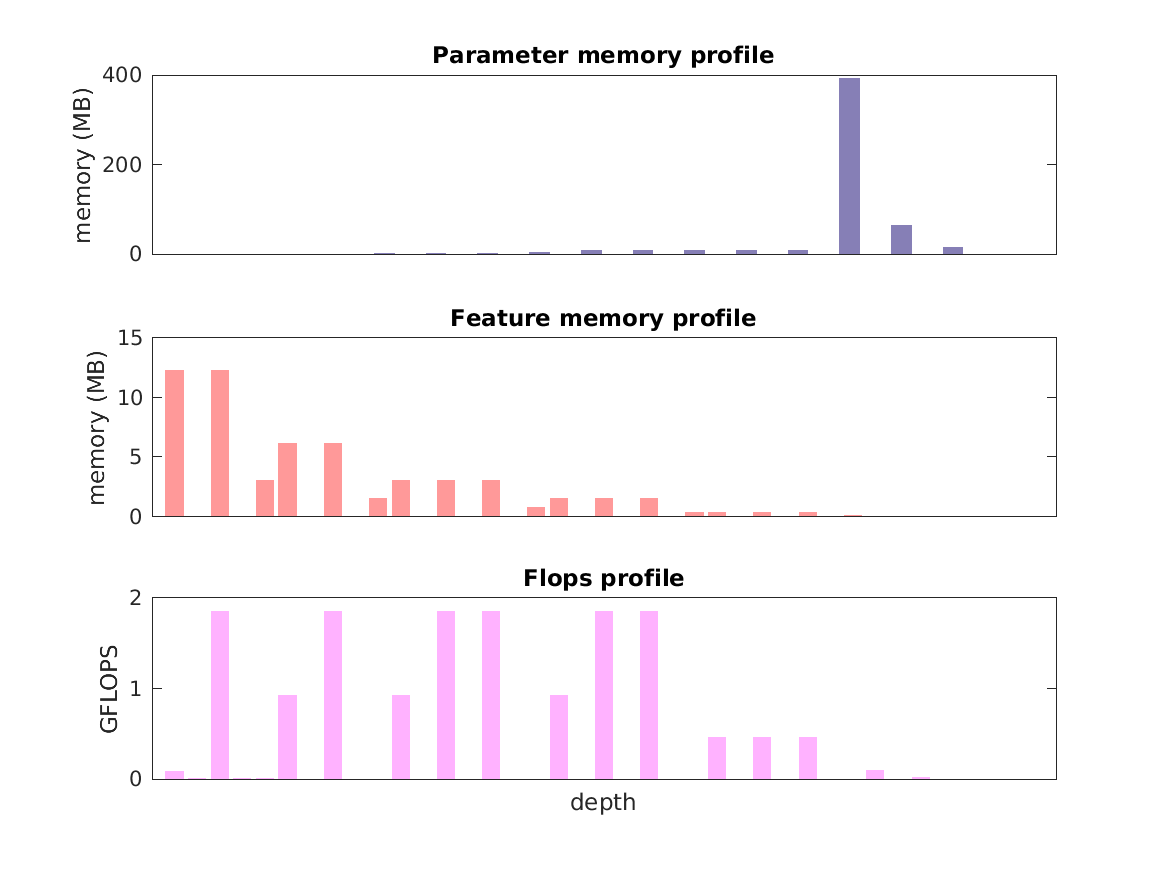 Parameter memory profile
400
200
0
memory (MB)
Feature memory profile
15
10
5
0
memory (MB)
Flops profile
2
1
0
GFLOPS
depth